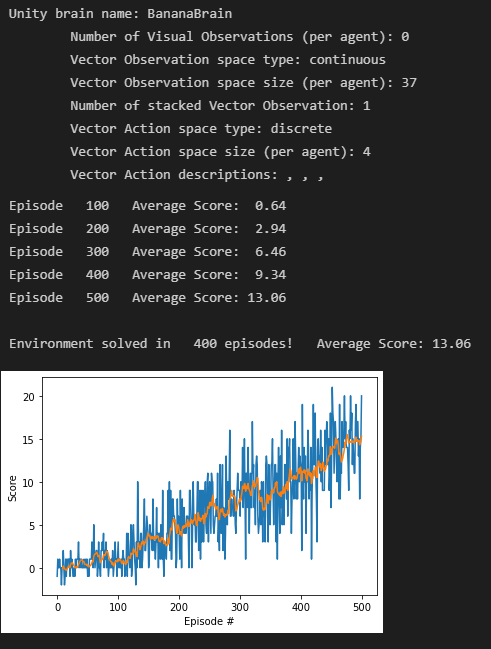 Unity brain name: BananaBrain
Number of Visual Observations (per agent): 0
Vector Observation space type: continuous
Vector Observation space size (per agent): 37
Number of stacked Vector Observation: 1
Vector Action space type: discrete
Vector Action space size (per agent): 4
Vector Action descriptions: , , ,
Episode 100 Average Score: 0.64
Episode 200 Average Score: 2.94
Episode 300 Average Score: 6.46
Episode 400 Average Score: 9.34
Episode 500 Average Score: 13.06
Environment solved in 400 episodes! Average Score: 13.06
20
15
10
5
0
Score
0 100 200 300 400 500
Episode #